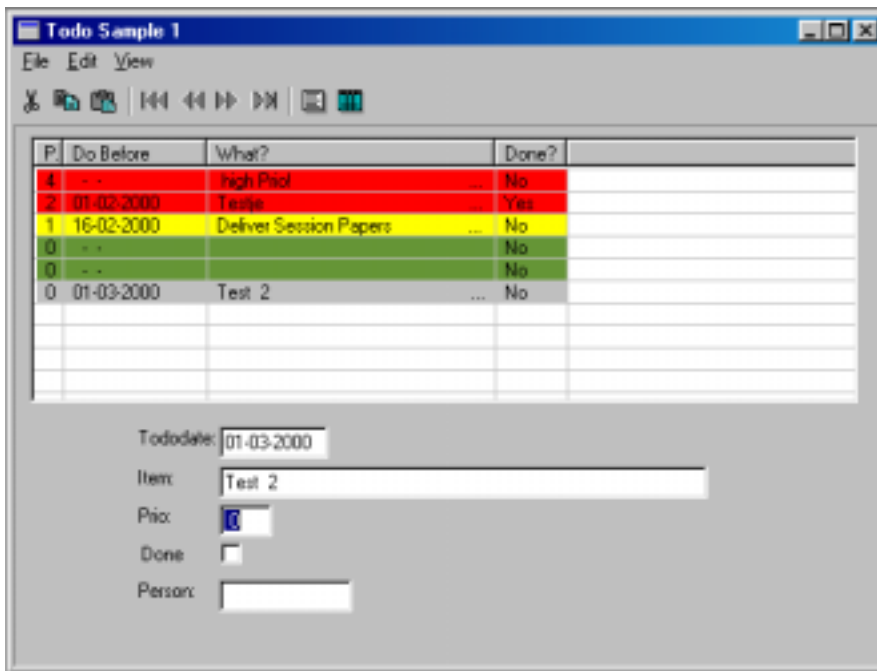 Todo Sample 1
File Edit View
P. Do Before What? Done?
4 - - high Prio! ... No
2 01-02-2000 Testje ... Yes
1 16-02-2000 Deliver Session Papers ... No
0 - - No
0 - - No
0 01-03-2000 Test 2 ... No
Tododate: 01-03-2000
Item: Test 2
Prio: 0
Done
Person: